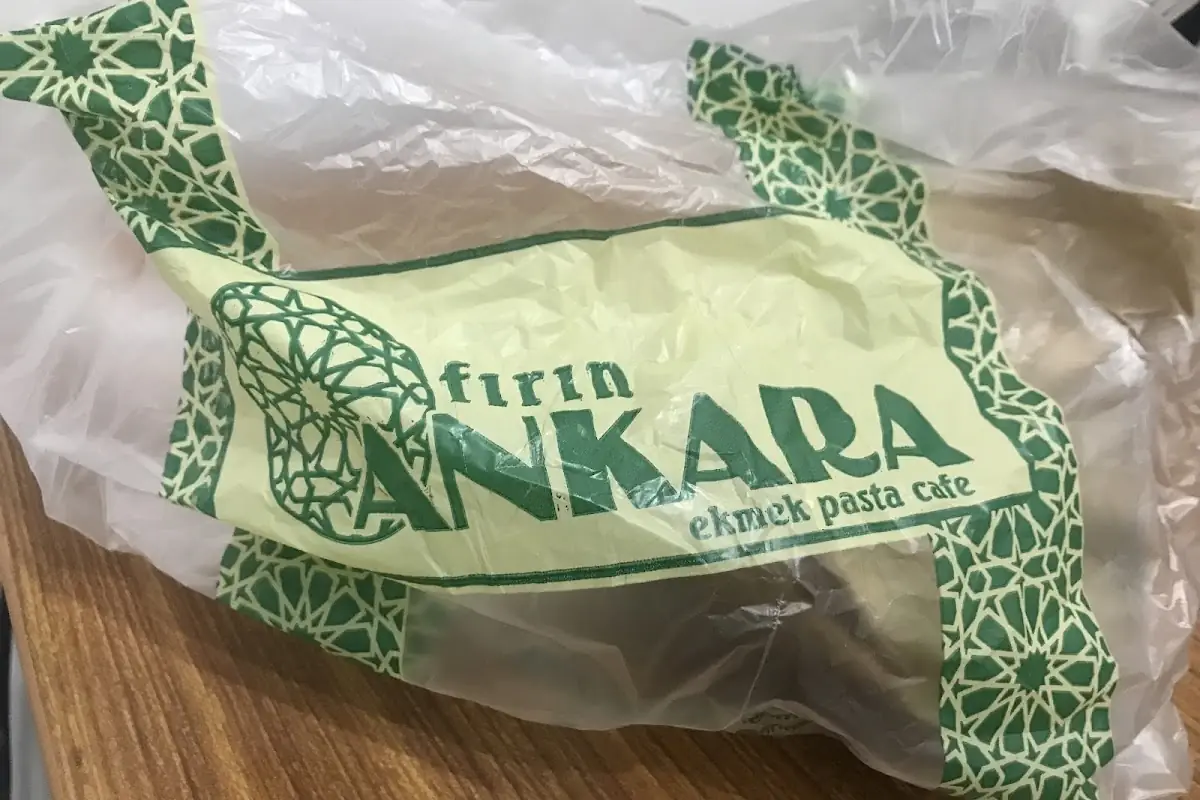 fırın
ANKARA
ekmek pasta cafe